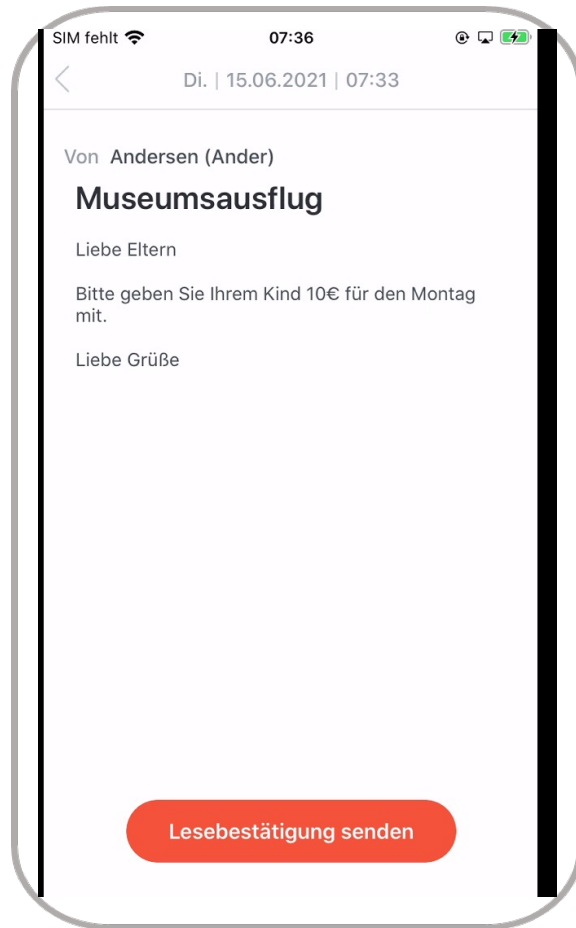 SIM fehlt 07:36
Di. | 15.06.2021 | 07:33
Von Andersen (Ander)
Museumsausflug
Liebe Eltern
Bitte geben Sie Ihrem Kind 10€ für den Montag
mit.
Liebe Grüße
Lesebestätigung senden